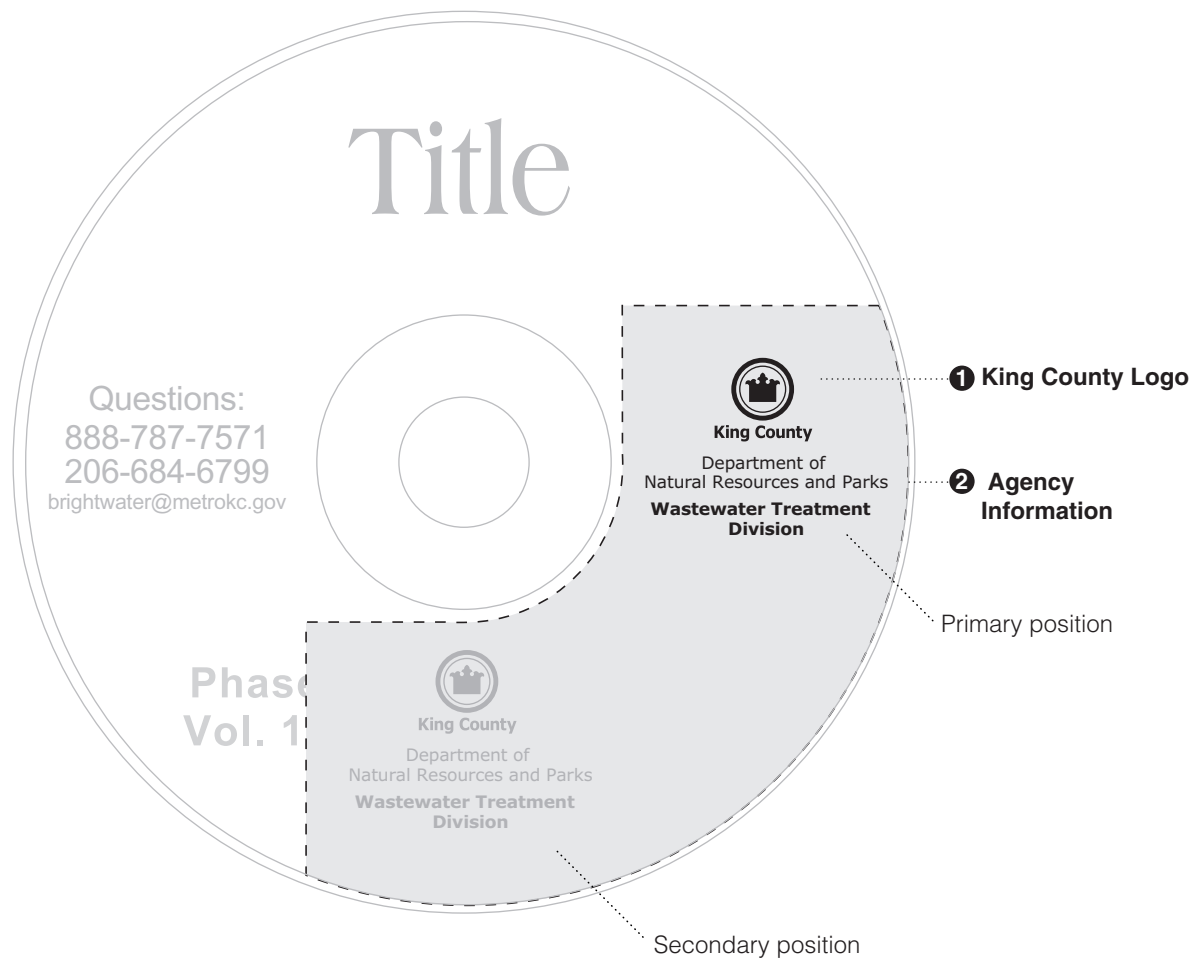 Title
Questions:
888-787-7571
206-684-6799
brightwater@metrokc.gov
King County
Department of
Natural Resources and Parks
Wastewater Treatment
Division
1 King County Logo
2 Agency
Information
Primary position
Phase
Vol. 1
King County
Department of
Natural Resources and Parks
Wastewater Treatment
Division
Secondary position